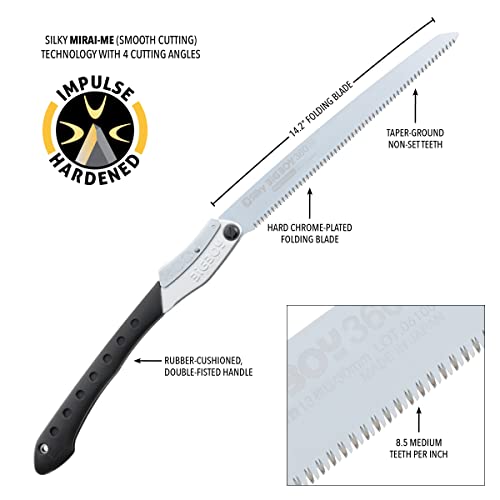 SILKY MIRAI-ME (SMOOTH CUTTING)
TECHNOLOGY WITH 4 CUTTING ANGLES
IMPULSE
HARDENED
14.2" FOLDING BLADE
TAPER-GROUND
NON-SET TEETH
HARD CHROME-PLATED
FOLDING BLADE
BIGBOY
RUBBER-CUSHIONED,
DOUBLE-FISTED HANDLE
BOY 360
MADE IN JAPAN
8.5 MEDIUM
TEETH PER INCH